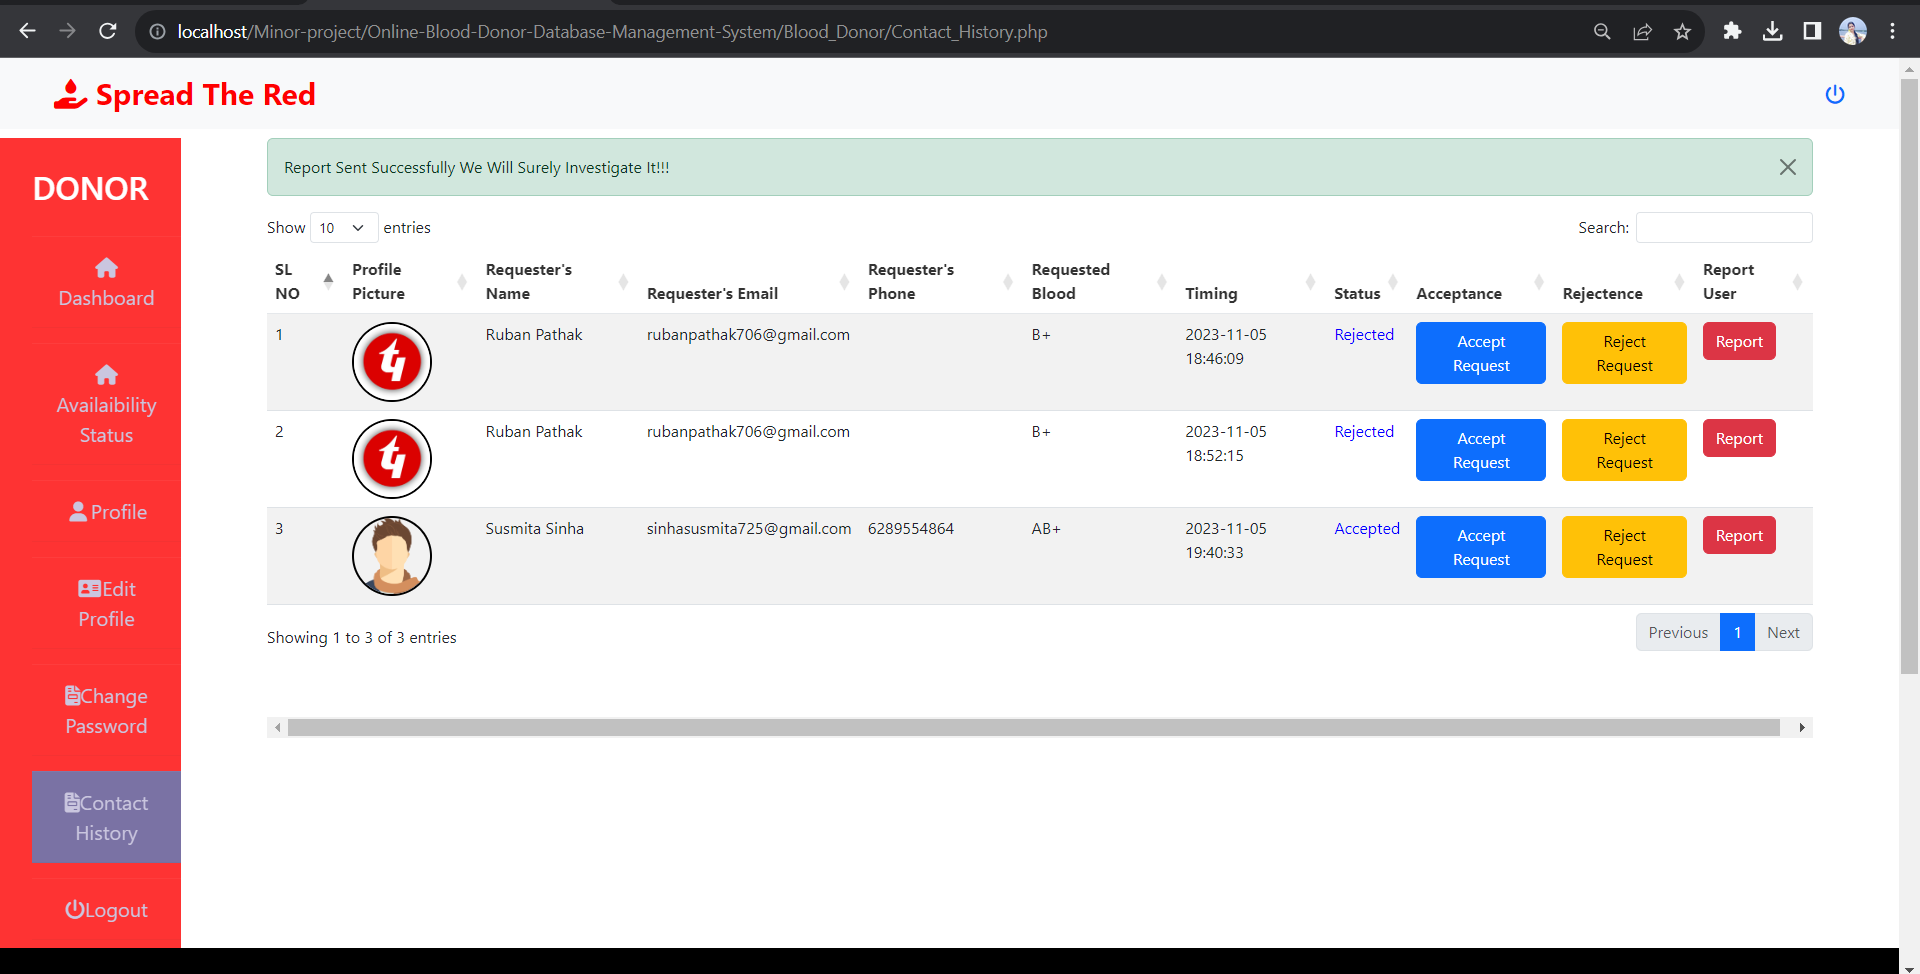 localhost/Minor-project/Online-Blood-Donor-Database-Management-System/Blood_Donor/Contact_History.php
Spread The Red
DONOR
Dashboard
Availaibility
Status
Profile
Edit
Profile
Change
Password
Contact
History
Logout
Report Sent Successfully We Will Surely Investigate It!!!
Show 10 entries
Search:
SL NO Profile Picture Requester's Name Requester's Email Requester's Phone Requested Blood Timing Status Acceptance Rejectence Report User
1 Ruban Pathak rubanpathak706@gmail.com B+ 2023-11-05 18:46:09 Rejected Accept Request Reject Request Report
2 Ruban Pathak rubanpathak706@gmail.com B+ 2023-11-05 18:52:15 Rejected Accept Request Reject Request Report
3 Susmita Sinha sinhasusmita725@gmail.com 6289554864 AB+ 2023-11-05 19:40:33 Accepted Accept Request Reject Request Report
Showing 1 to 3 of 3 entries
Previous 1 Next